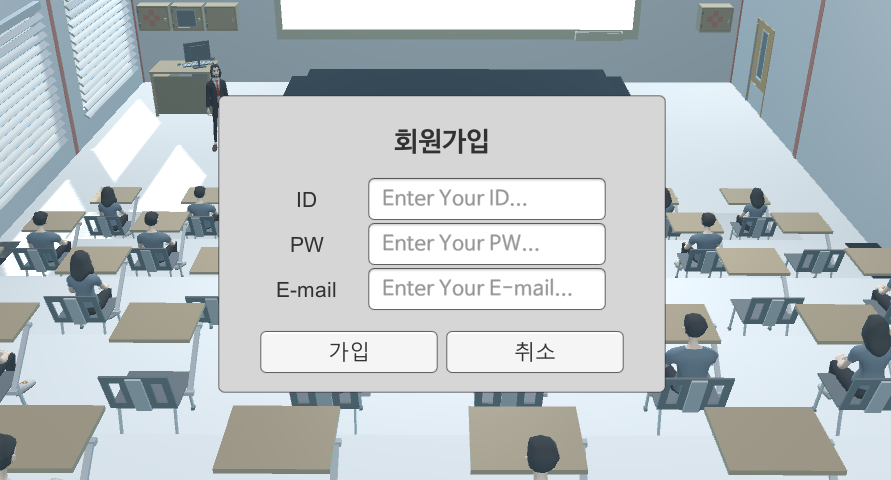 회원가입
ID Enter Your ID...
PW Enter Your PW...
E-mail Enter Your E-mail...
가입 취소